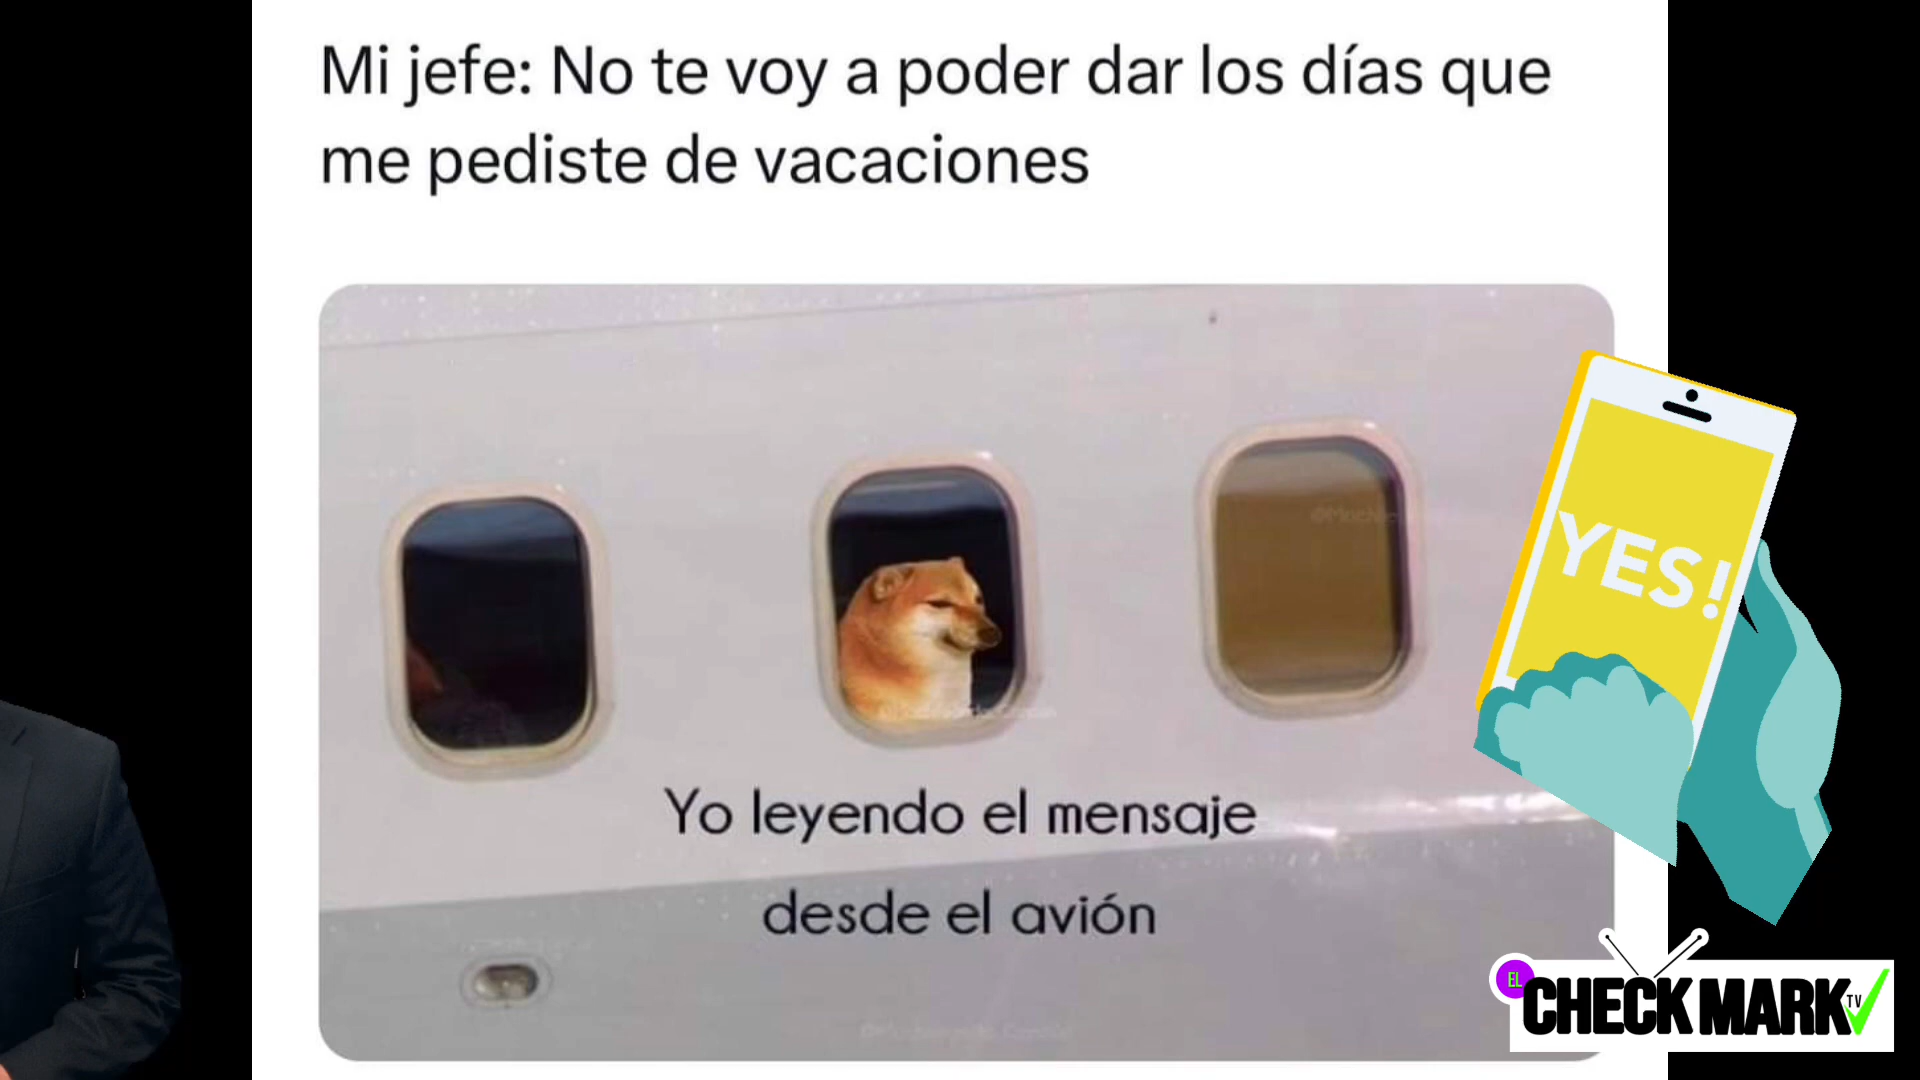 Mi jefe: No te voy a poder dar los días que
me pediste de vacaciones
YES!
Yo leyendo el mensaje
desde el avión
EL
CHECK MARK TV